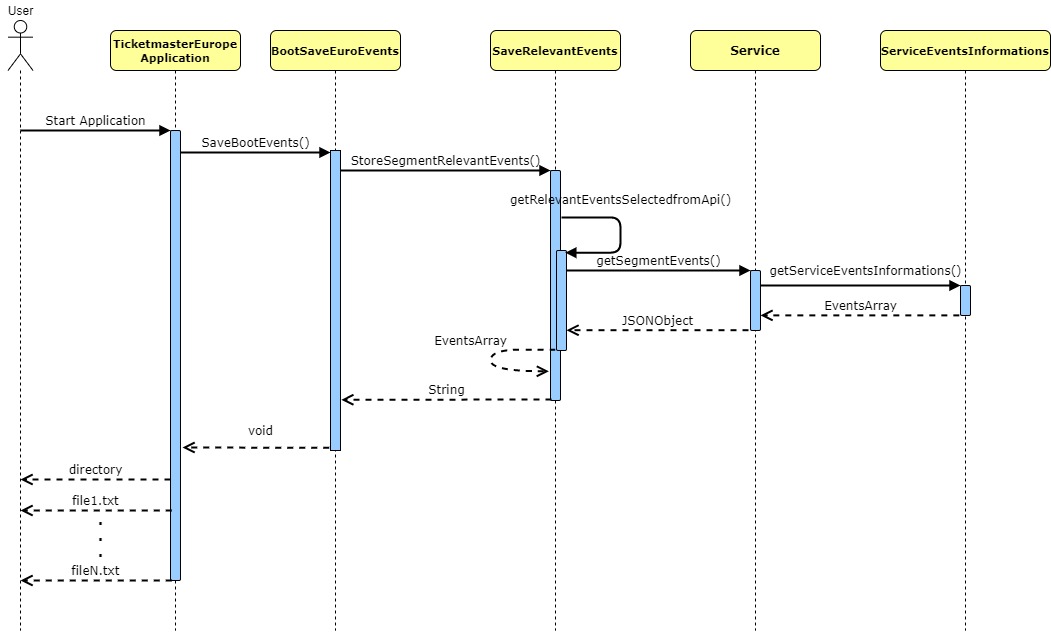 User
TicketmasterEurope
Application
BootSaveEuroEvents
SaveRelevantEvents
Service
ServiceEventsInformations
Start Application
SaveBootEvents()
StoreSegmentRelevantEvents()
getRelevantEventsSelectedfromApi()
getSegmentEvents()
getServiceEventsInformations()
EventsArray
JSONObject
EventsArray
String
void
directory
file1.txt
.
.
.
fileN.txt